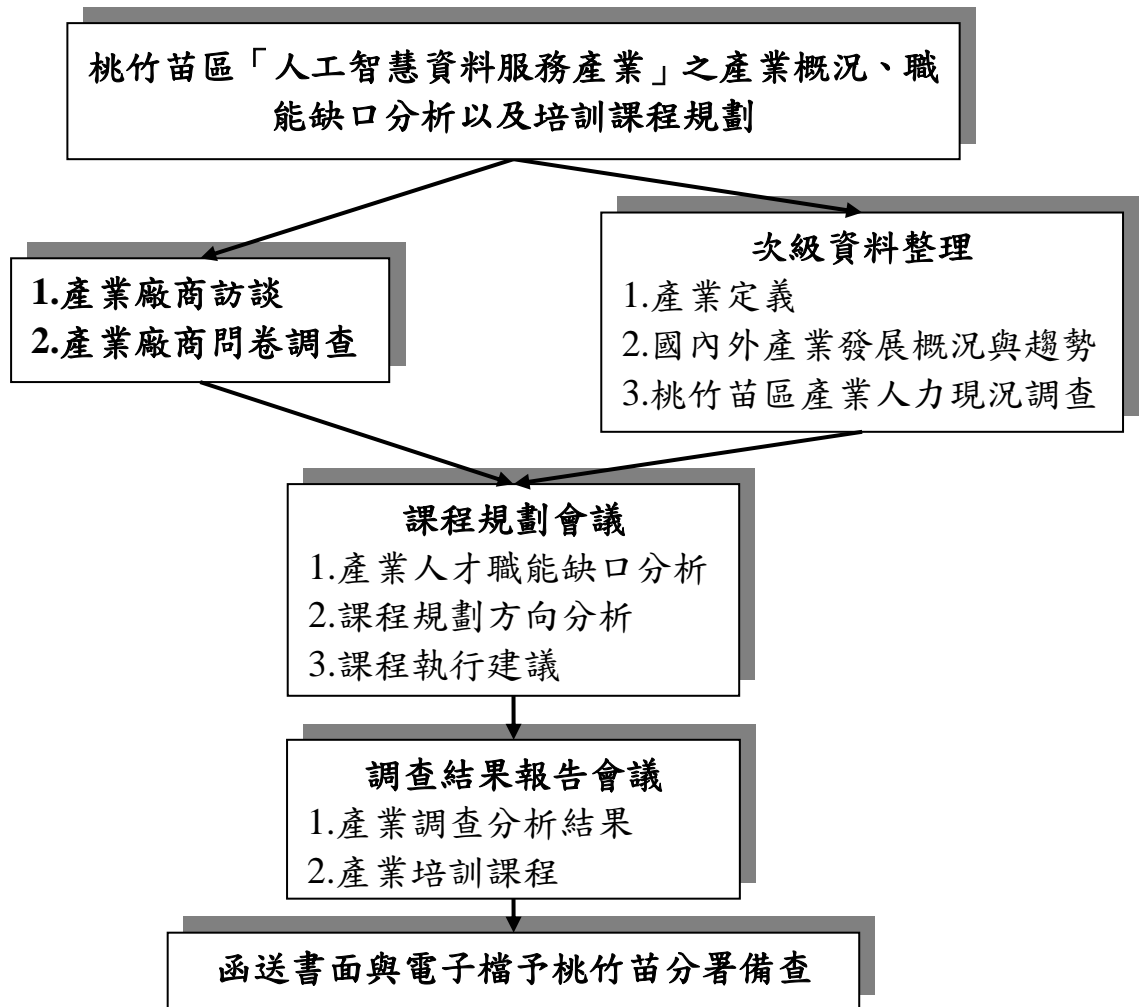 桃竹苗區「人工智慧資料服務產業」之產業概況、職
能缺口分析以及培訓課程規劃
1.產業廠商訪談
2.產業廠商問卷調查
次級資料整理
1.產業定義
2.國內外產業發展概況與趨勢
3.桃竹苗區產業人力現況調查
課程規劃會議
1.產業人才職能缺口分析
2.課程規劃方向分析
3.課程執行建議
調查結果報告會議
1.產業調查分析結果
2.產業培訓課程
函送書面與電子檔予桃竹苗分署備查